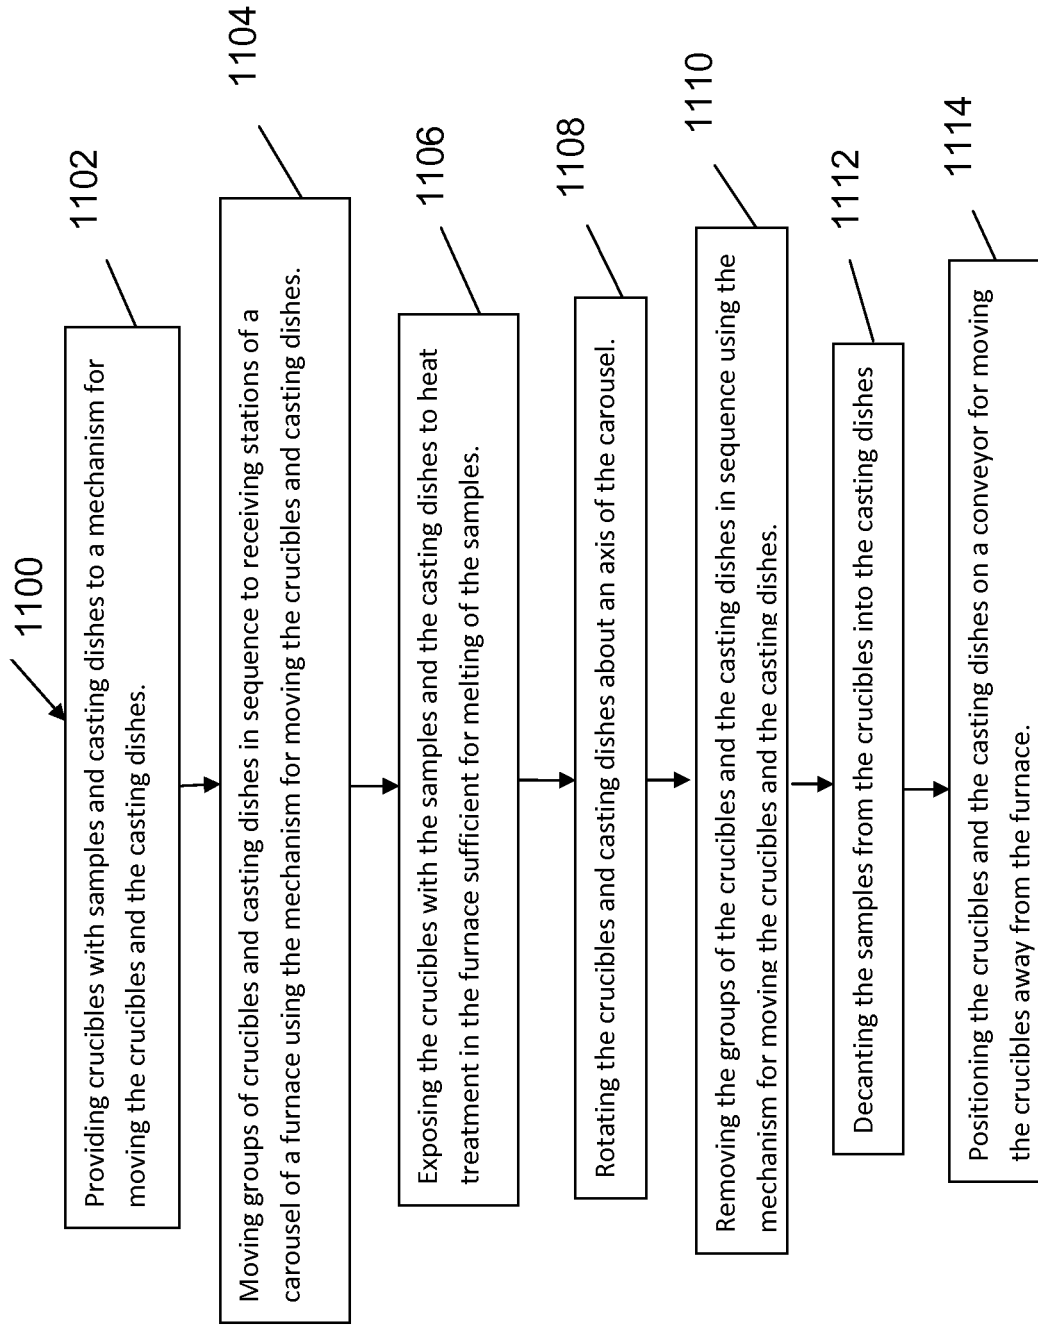 1100
1102
Providing crucibles with samples and casting dishes to a mechanism for
moving the crucibles and the casting dishes.
1104
Moving groups of crucibles and casting dishes in sequence to receiving stations of a
carousel of a furnace using the mechanism for moving the crucibles and casting dishes.
1106
Exposing the crucibles with the samples and the casting dishes to heat
treatment in the furnace sufficient for melting of the samples.
1108
Rotating the crucibles and casting dishes about an axis of the carousel.
1110
Removing the groups of the crucibles and the casting dishes in sequence using the
mechanism for moving the crucibles and the casting dishes.
1112
Decanting the samples from the crucibles into the casting dishes
1114
Positioning the crucibles and the casting dishes on a conveyor for moving
the crucibles away from the furnace.